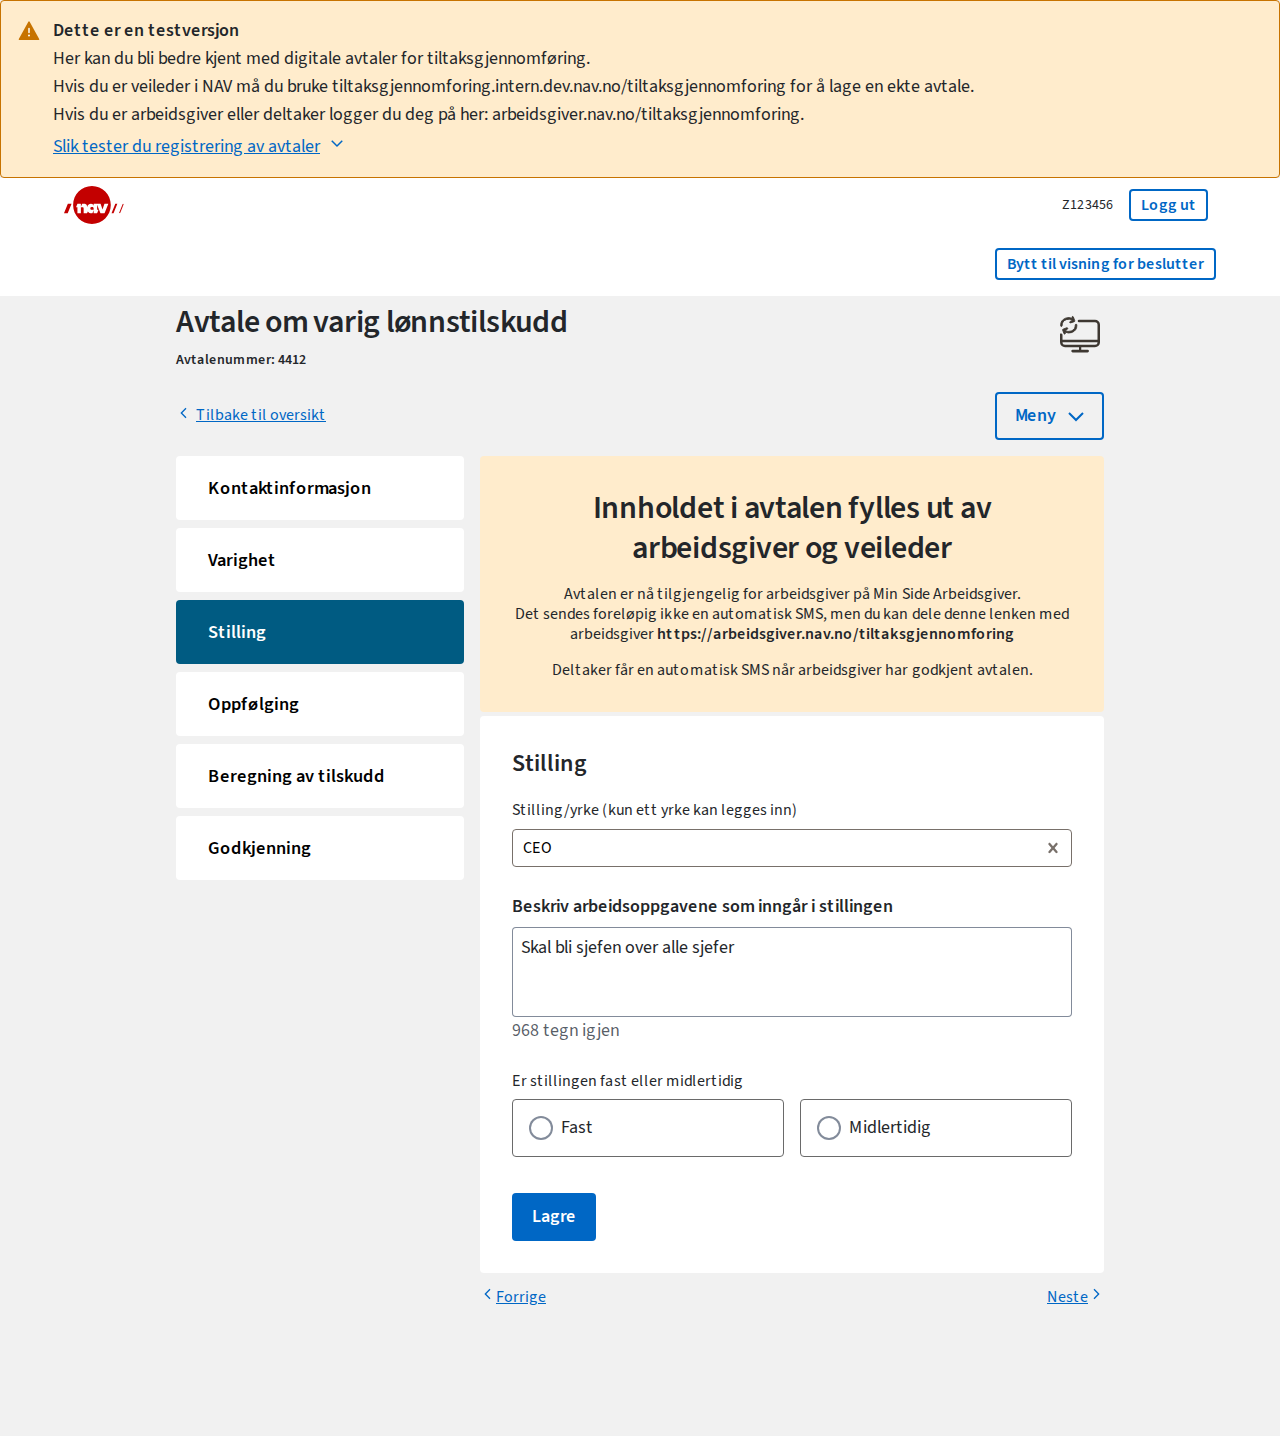 Dette er en testversjon
Her kan du bli bedre kjent med digitale avtaler for tiltaksgjennomføring.
Hvis du er veileder i NAV må du bruke tiltaksgjennomforing.intern.dev.nav.no/tiltaksgjennomforing for å lage en ekte avtale.
Hvis du er arbeidsgiver eller deltaker logger du deg på her: arbeidsgiver.nav.no/tiltaksgjennomforing.
Slik tester du registrering av avtaler
nav
Z123456
Logg ut
Bytt til visning for beslutter
Avtale om varig lønnstilskudd
Avtalenummer: 4412
Tilbake til oversikt
Meny
Kontaktinformasjon
Varighet
Stilling
Oppfølging
Beregning av tilskudd
Godkjenning
Innholdet i avtalen fylles ut av
arbeidsgiver og veileder
Avtalen er nå tilgjengelig for arbeidsgiver på Min Side Arbeidsgiver.
Det sendes foreløpig ikke en automatisk SMS, men du kan dele denne lenken med
arbeidsgiver https://arbeidsgiver.nav.no/tiltaksgjennomforing
Deltaker får en automatisk SMS når arbeidsgiver har godkjent avtalen.
Stilling
Stilling/yrke (kun ett yrke kan legges inn)
CEO
Beskriv arbeidsoppgavene som inngår i stillingen
Skal bli sjefen over alle sjefer
968 tegn igjen
Er stillingen fast eller midlertidig
Fast
Midlertidig
Lagre
Forrige
Neste